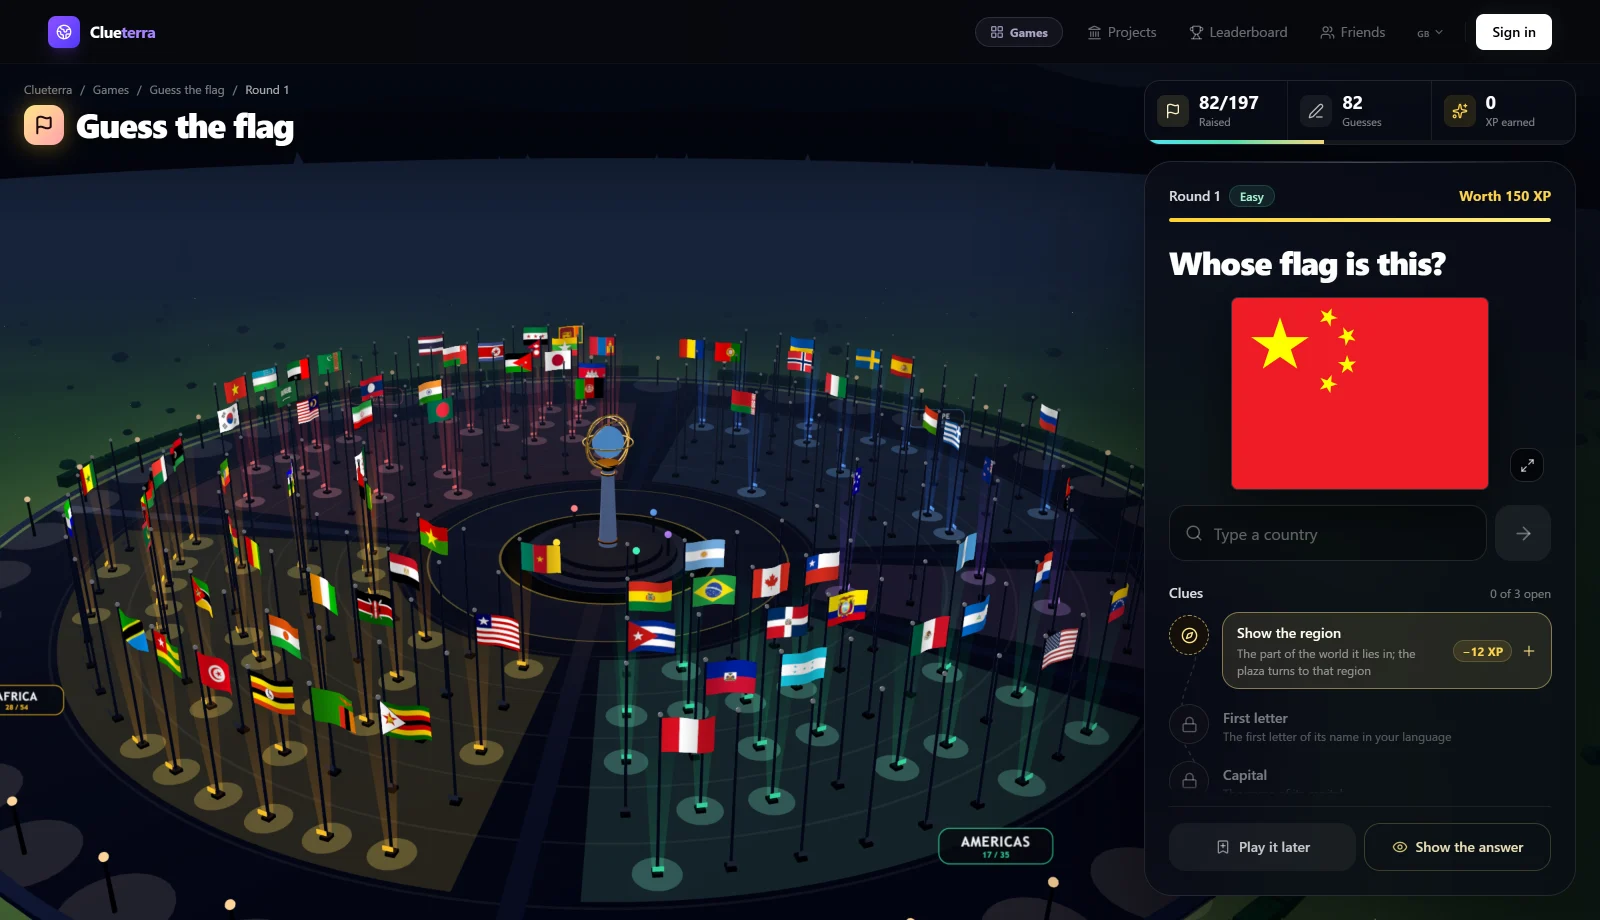 Clueterra
Games
Projects
Leaderboard
Friends
GB
Sign in
Clueterra / Games / Guess the flag / Round 1
Guess the flag
82/197
Raised
82
Guesses
0
XP earned
Round 1
Easy
Worth 150 XP
Whose flag is this?
Type a country
Clues
0 of 3 open
Show the region
The part of the world it lies in; the
plaza turns to that region
−12 XP
First letter
The first letter of its name in your language
Capital
Play it later
Show the answer
AFRICA
28 / 54
AMERICAS
17 / 35